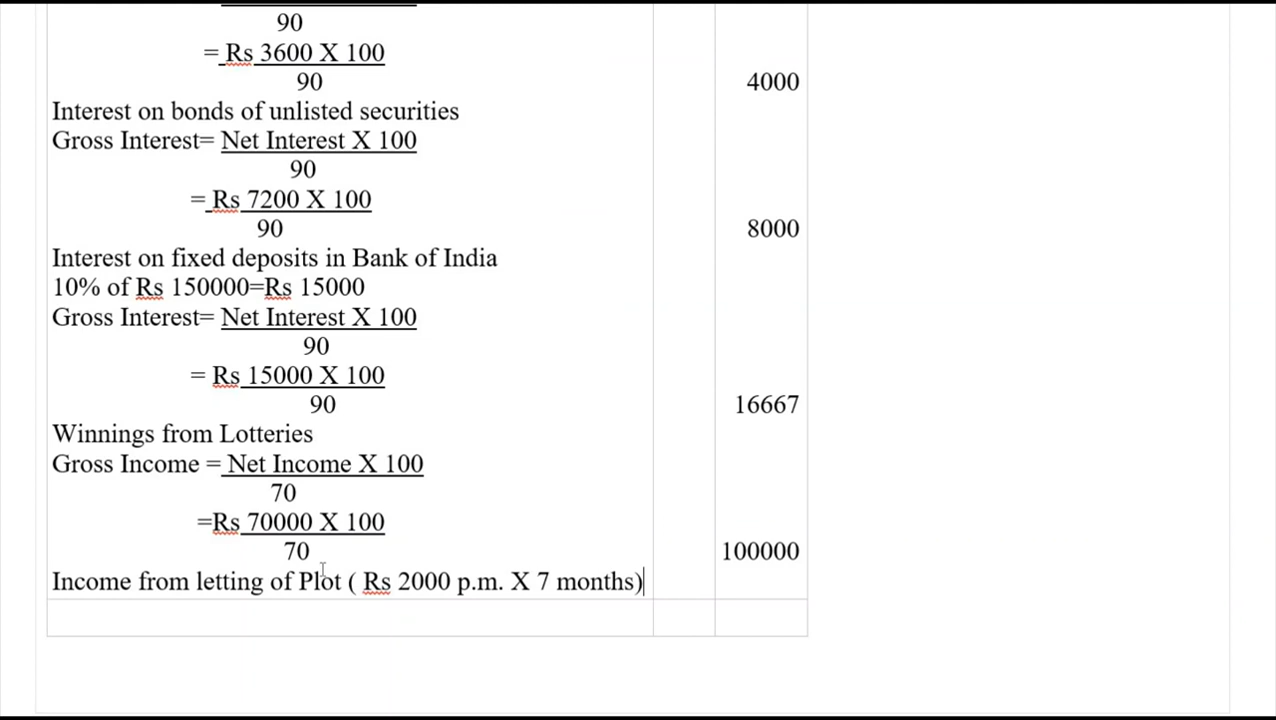 90
= Rs 3600 X 100
90 4000
Interest on bonds of unlisted securities
Gross Interest= Net Interest X 100
90
= Rs 7200 X 100
90 8000
Interest on fixed deposits in Bank of India
10% of Rs 150000=Rs 15000
Gross Interest= Net Interest X 100
90
= Rs 15000 X 100
90 16667
Winnings from Lotteries
Gross Income = Net Income X 100
70
=Rs 70000 X 100
70 100000
Income from letting of Plot ( Rs 2000 p.m. X 7 months)